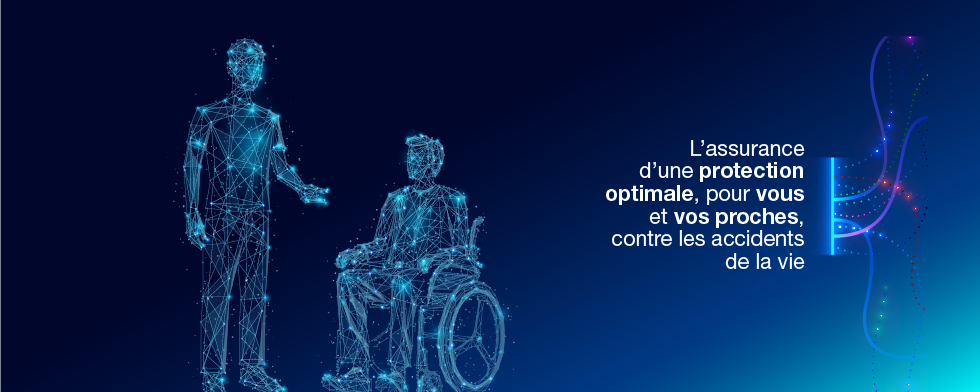 L’assurance
d’une protection
optimale, pour vous
et vos proches,
contre les accidents
de la vie